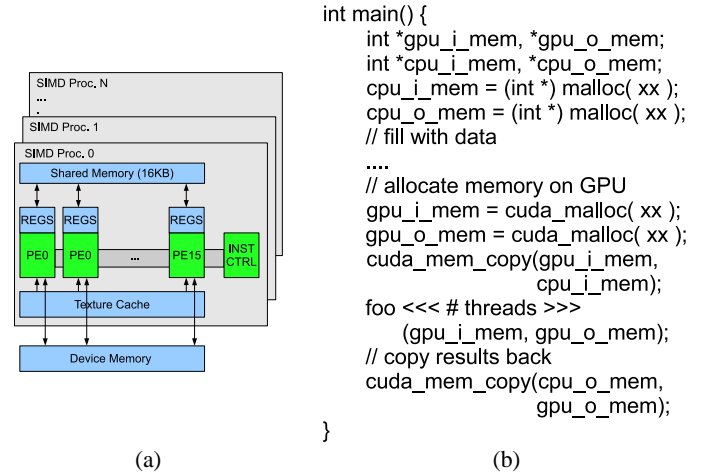 SIMD Proc. N
...
.
SIMD Proc. 1
SIMD Proc. 0
Shared Memory (16KB)
REGS REGS REGS
PE0 PE0 ... PE15 INST CTRL
Texture Cache
Device Memory
(a)
int main() {
int *gpu_i_mem, *gpu_o_mem;
int *cpu_i_mem, *cpu_o_mem;
cpu_i_mem = (int *) malloc( xx );
cpu_o_mem = (int *) malloc( xx );
// fill with data
....
// allocate memory on GPU
gpu_i_mem = cuda_malloc( xx );
gpu_o_mem = cuda_malloc( xx );
cuda_mem_copy(gpu_i_mem,
cpu_i_mem);
foo <<< # threads >>>
(gpu_i_mem, gpu_o_mem);
// copy results back
cuda_mem_copy(cpu_o_mem,
gpu_o_mem);
}
(b)